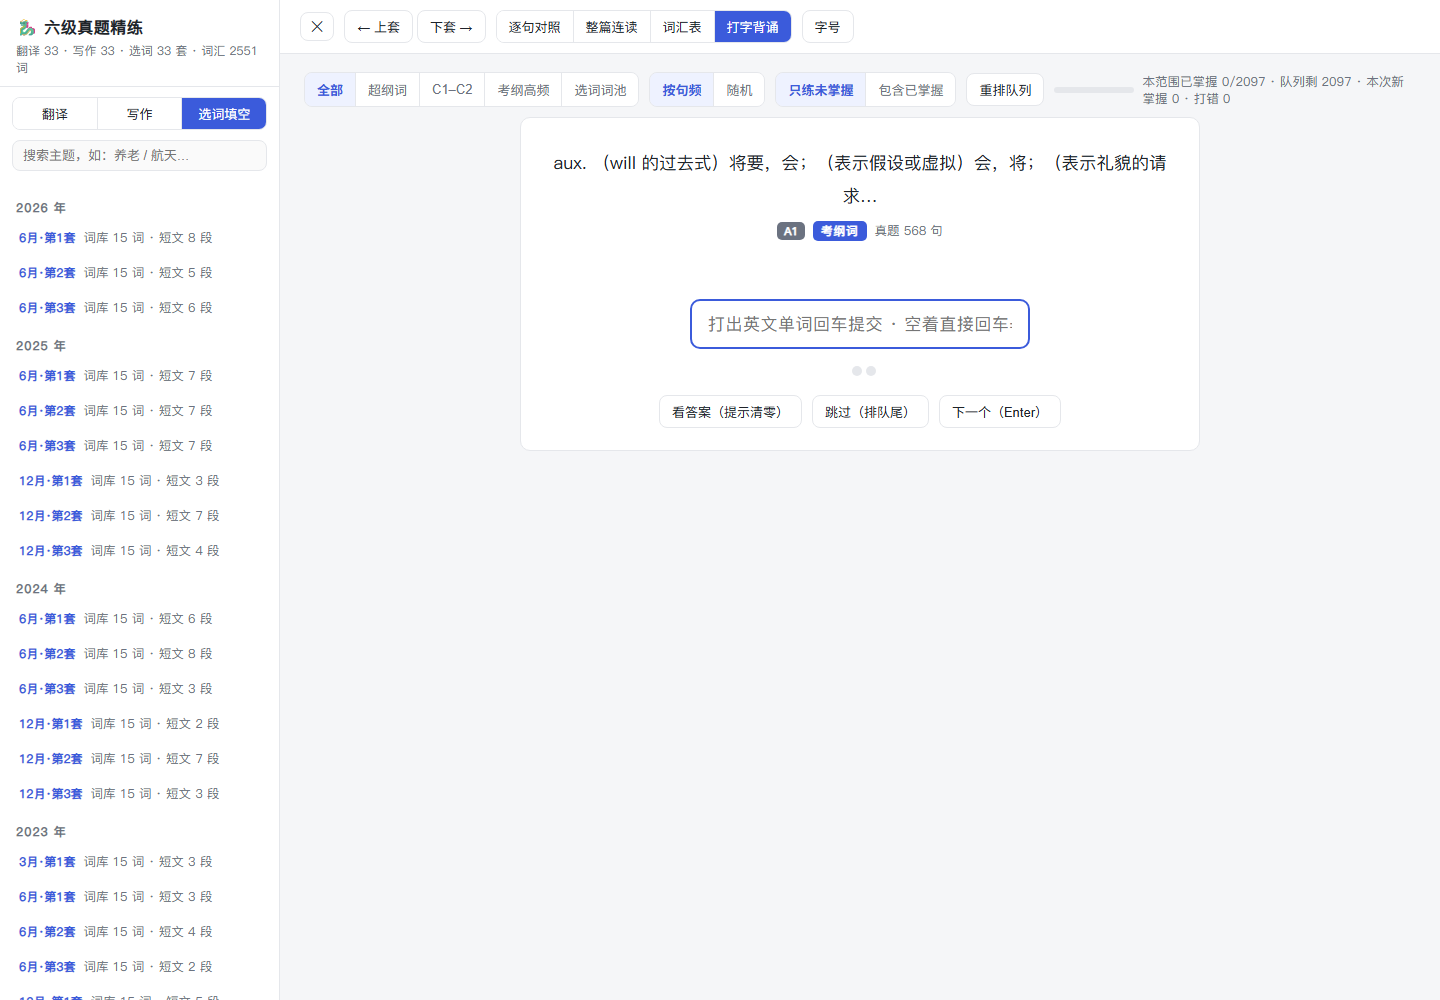 🐉 六级真题精练
翻译 33 · 写作 33 · 选词 33 套 · 词汇 2551
词
翻译 写作 选词填空
搜索主题，如：养老 / 航天…
2026 年
6月·第1套 词库 15 词 · 短文 8 段
6月·第2套 词库 15 词 · 短文 5 段
6月·第3套 词库 15 词 · 短文 6 段
2025 年
6月·第1套 词库 15 词 · 短文 7 段
6月·第2套 词库 15 词 · 短文 7 段
6月·第3套 词库 15 词 · 短文 7 段
12月·第1套 词库 15 词 · 短文 3 段
12月·第2套 词库 15 词 · 短文 7 段
12月·第3套 词库 15 词 · 短文 4 段
2024 年
6月·第1套 词库 15 词 · 短文 6 段
6月·第2套 词库 15 词 · 短文 8 段
6月·第3套 词库 15 词 · 短文 3 段
12月·第1套 词库 15 词 · 短文 2 段
12月·第2套 词库 15 词 · 短文 7 段
12月·第3套 词库 15 词 · 短文 3 段
2023 年
3月·第1套 词库 15 词 · 短文 3 段
6月·第1套 词库 15 词 · 短文 3 段
6月·第2套 词库 15 词 · 短文 4 段
6月·第3套 词库 15 词 · 短文 2 段
12月·第1套 词库 15 词 · 短文 5 段
✕ ← 上套 下套 → 逐句对照 整篇连读 词汇表 打字背诵 字号
全部 超纲词 C1–C2 考纲高频 选词词池 按句频 随机 只练未掌握 包含已掌握 重排队列
本范围已掌握 0/2097 · 队列剩 2097 · 本次新
掌握 0 · 打错 0
aux. （will 的过去式）将要，会；（表示假设或虚拟）会，将；（表示礼貌的请
求…
A1 考纲词 真题 568 句
打出英文单词回车提交 · 空着直接回车
看答案（提示清零） 跳过（排队尾） 下一个（Enter）